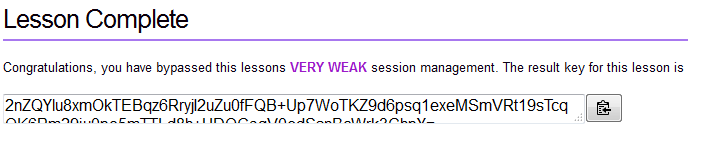 Lesson Complete
Congratulations, you have bypassed this lessons VERY WEAK session management. The result key for this lesson is
2nZQYlu8xmOkTEBqz6Rryjl2uZu0fFQB+Up7WoTKZ9d6psq1exeMSmVRt19sTcq